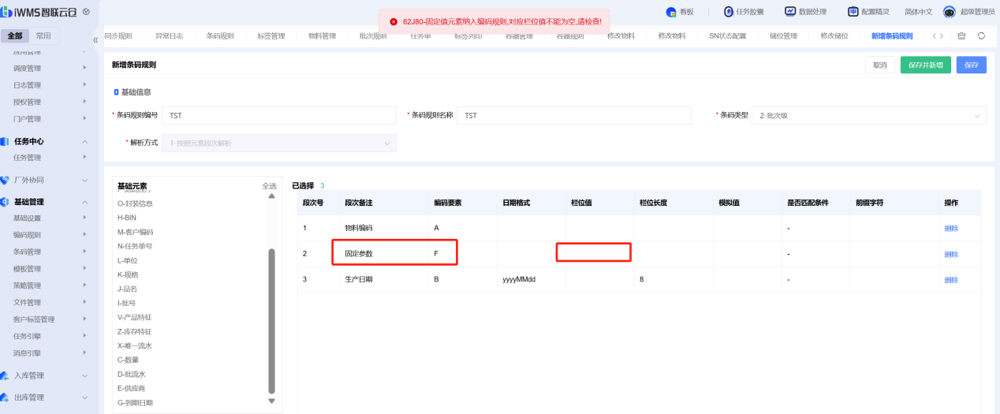 iWMS智联云仓
62J80-固定值元素纳入编码规则,对应栏位值不能为空,请检查!
看板
任务胶囊
数据处理
配置精灵
简体中文
超级管理员
全部
常用
同步规则
异常日志
条码规则
标签管理
物料管理
批次规则
任务单
标签列印
容器管理
容器规则
修改物料
修改物料
SN状态配置
储位管理
修改储位
新增条码规则
应用管理
调度管理
日志管理
授权管理
门户管理
任务中心
任务管理
厂外协同
基础管理
基础设置
编码规则
条码管理
模板管理
策略管理
文件管理
客户标签管理
任务引擎
消息引擎
入库管理
出库管理
新增条码规则
取消
保存并新增
保存
基础信息
* 条码规则编号 TST
* 条码规则名称 TST
* 条码类型 2-批次级
* 解析方式 1-按照元素段次解析
基础元素 全选
O-封装信息
H-BIN
M-客户编码
N-任务单号
L-单位
K-规格
J-品名
I-批号
V-产品特征
Z-库存特征
X-唯一流水
C-数量
D-批流水
E-供应商
G-到期日期
已选择 3
段次号 段次备注 编码要素 日期格式 栏位值 栏位长度 模拟值 是否匹配条件 前缀字符 操作
1 物料编码 A - 删除
2 固定参数 F - 删除
3 生产日期 B yyyyMMdd 8 - 删除